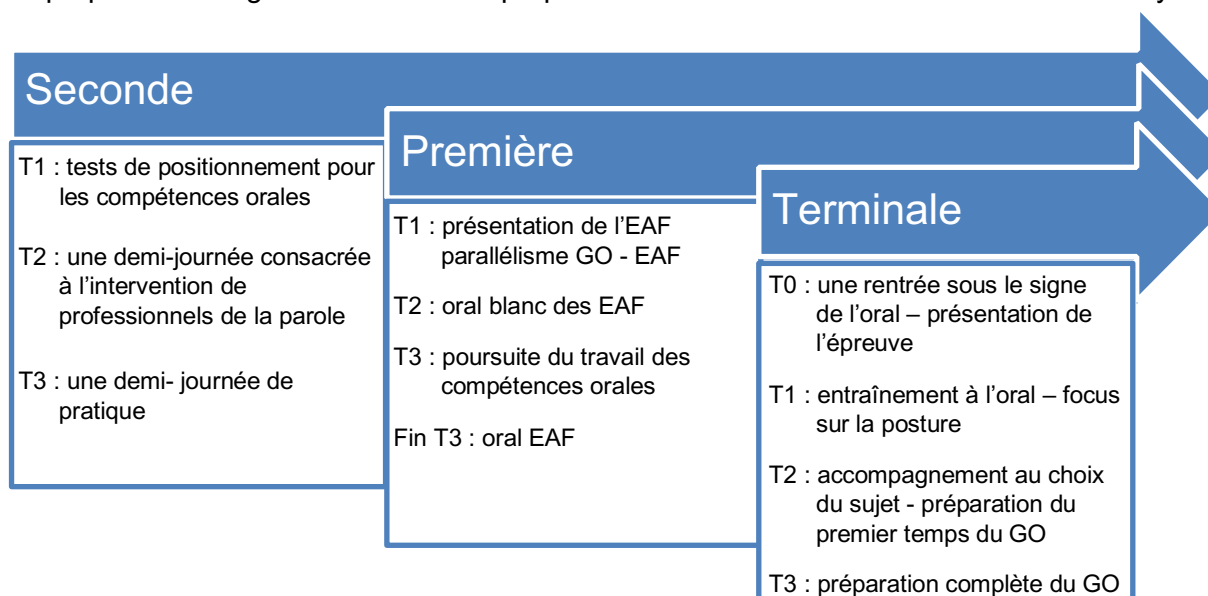 Seconde
T1 : tests de positionnement pour
les compétences orales
T2 : une demi-journée consacrée
à l’intervention de
professionnels de la parole
T3 : une demi- journée de
pratique
Première
T1 : présentation de l’EAF
parallélisme GO - EAF
T2 : oral blanc des EAF
T3 : poursuite du travail des
compétences orales
Fin T3 : oral EAF
Terminale
T0 : une rentrée sous le signe
de l’oral – présentation de
l’épreuve
T1 : entraînement à l’oral – focus
sur la posture
T2 : accompagnement au choix
du sujet - préparation du
premier temps du GO
T3 : préparation complète du GO